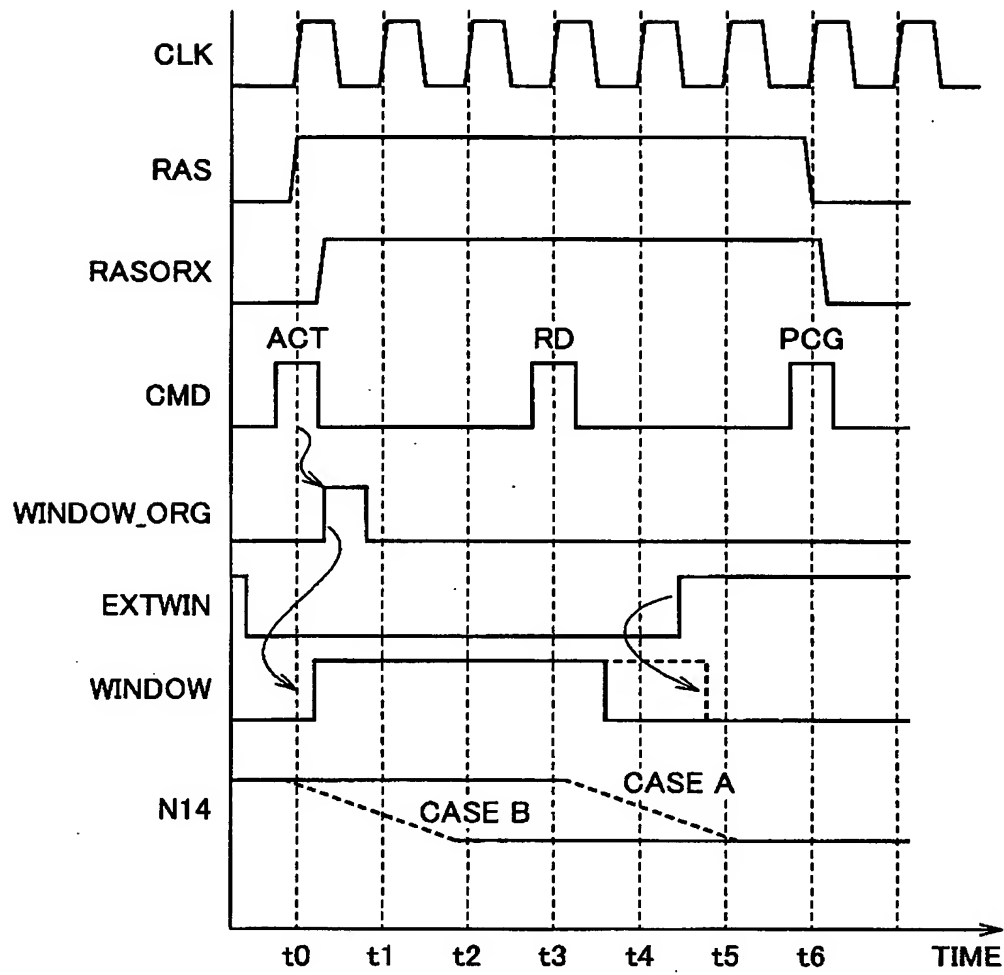 CLK
RAS
RASORX
ACT RD PCG
CMD
WINDOW_ORG
EXTWIN
WINDOW
CASE A
N14
CASE B
t0 t1 t2 t3 t4 t5 t6 TIME